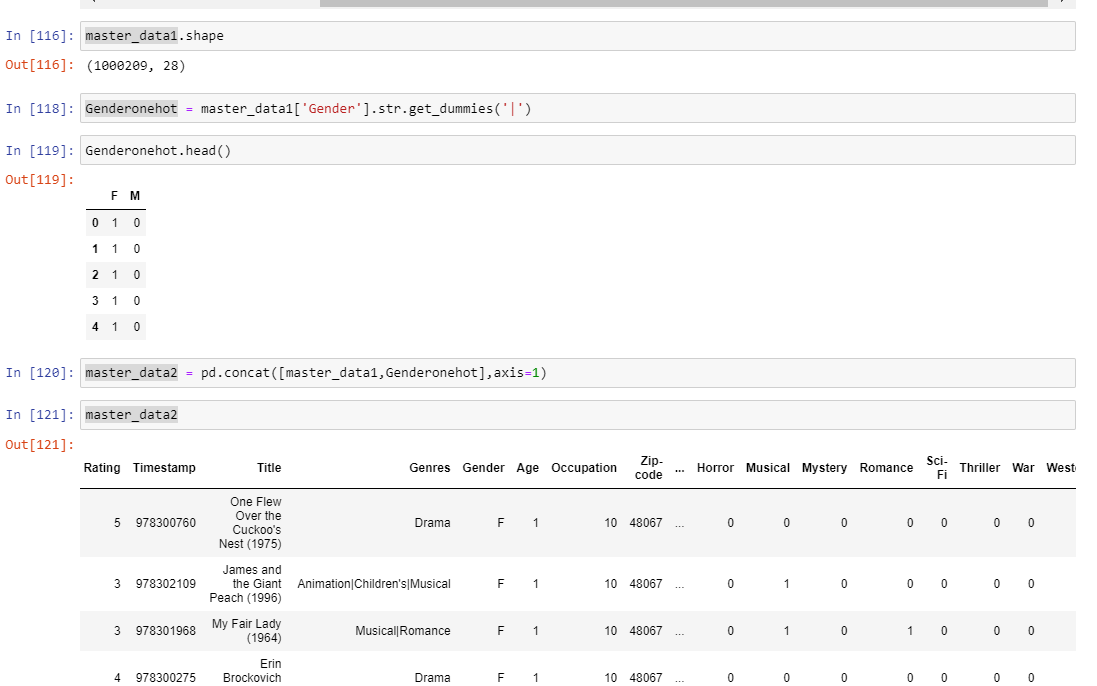 In [116]: master_data1.shape
Out[116]: (1000209, 28)
In [118]: Genderonehot = master_data1['Gender'].str.get_dummies('|')
In [119]: Genderonehot.head()
Out[119]:
F M
0 1 0
1 1 0
2 1 0
3 1 0
4 1 0
In [120]: master_data2 = pd.concat([master_data1,Genderonehot],axis=1)
In [121]: master_data2
Out[121]:
Rating Timestamp Title Genres Gender Age Occupation Zip- ... Horror Musical Mystery Romance Sci- Thriller War West
code Fi
One Flew
Over the
5 978300760 Cuckoo's Drama F 1 10 48067 ... 0 0 0 0 0 0 0
Nest (1975)
James and
3 978302109 the Giant Animation|Children's|Musical F 1 10 48067 ... 0 1 0 0 0 0 0
Peach (1996)
3 978301968 My Fair Lady Musical|Romance F 1 10 48067 ... 0 1 0 1 0 0 0
(1964)
Erin
4 978300275 Brockovich Drama F 1 10 48067 ... 0 0 0 0 0 0 0